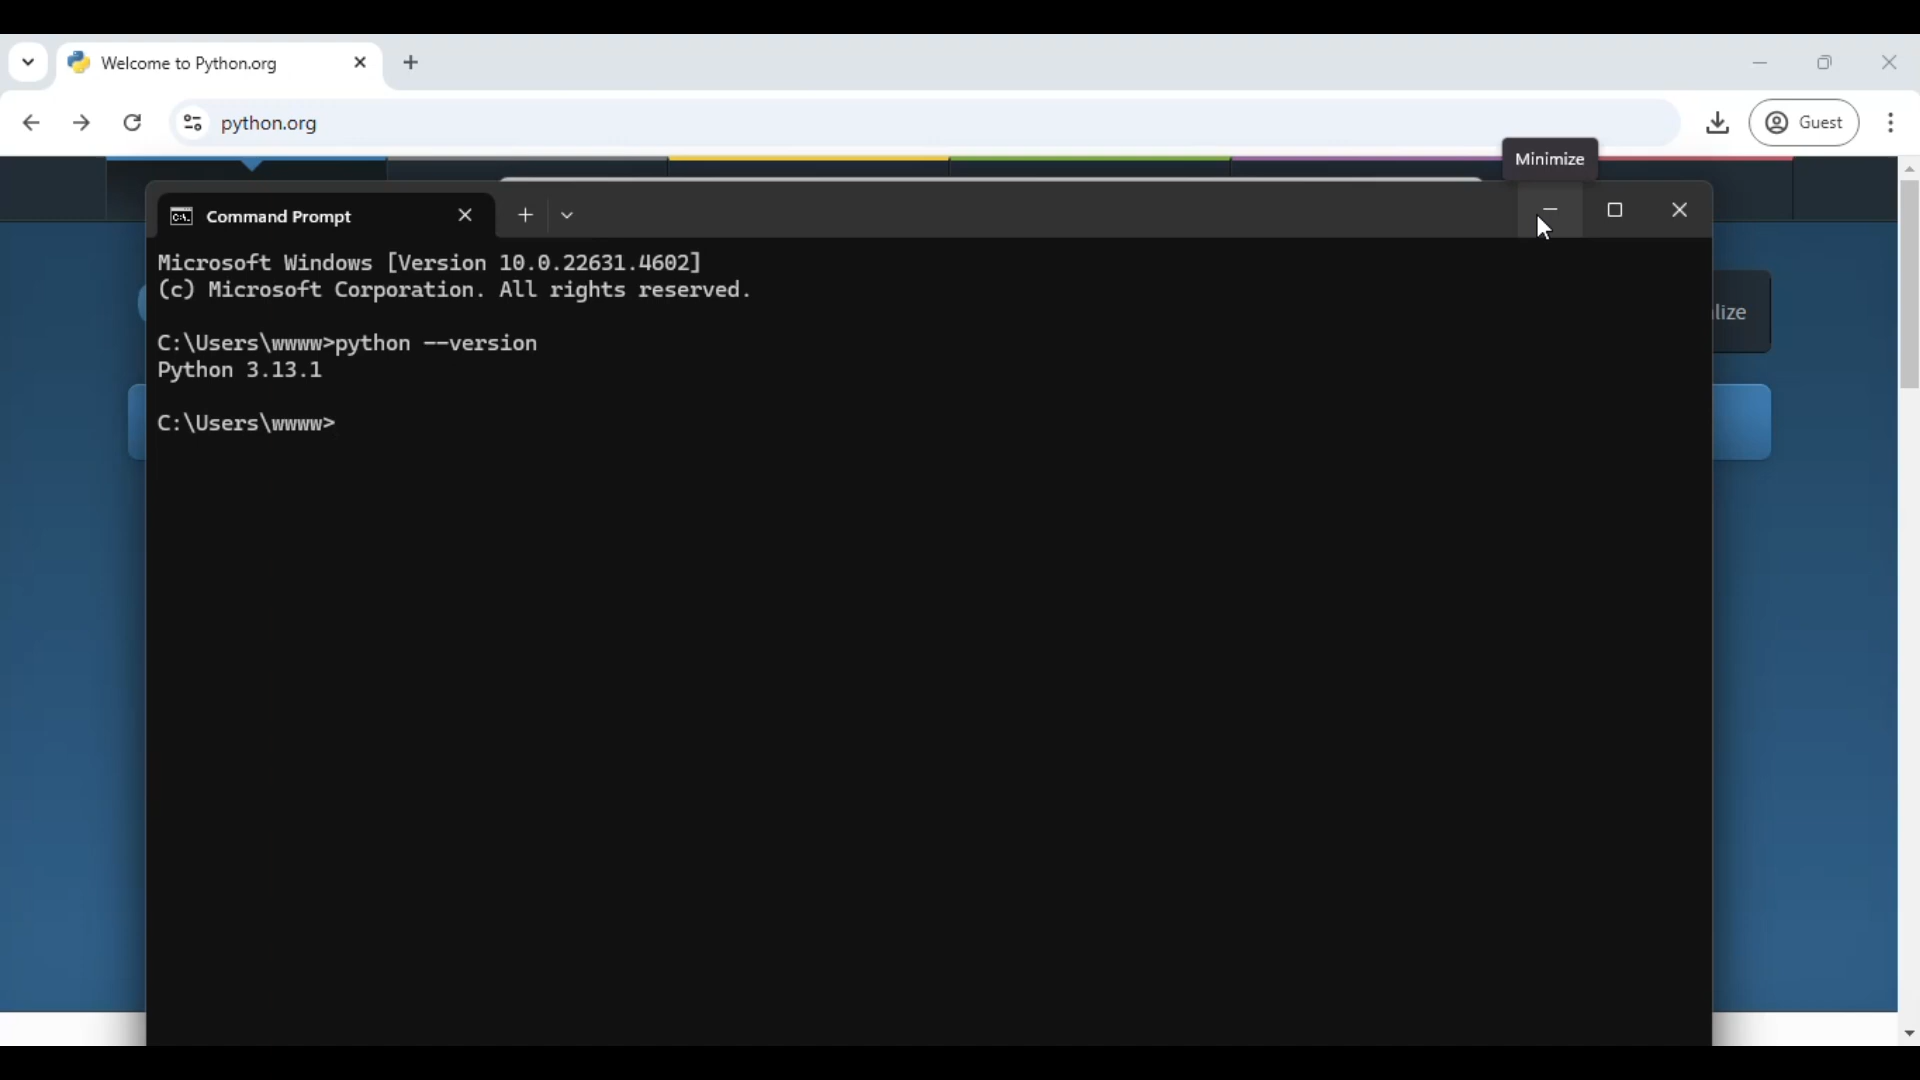 Welcome to Python.org
python.org
Guest
Minimize
Command Prompt
Microsoft Windows [Version 10.0.22631.4602]
(c) Microsoft Corporation. All rights reserved.
lize
C:\Users\wwww>python --version
Python 3.13.1
C:\Users\wwww>